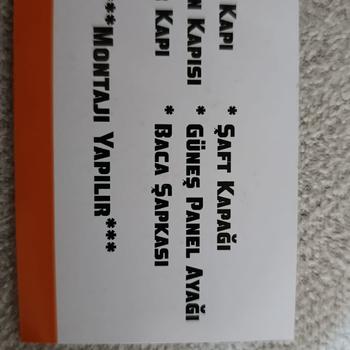 Kapı * Şaft Kapağı
n Kapısı * Güneş Panel Ayağı
Kapı * Baca Şapkası
**Montajı Yapılır***